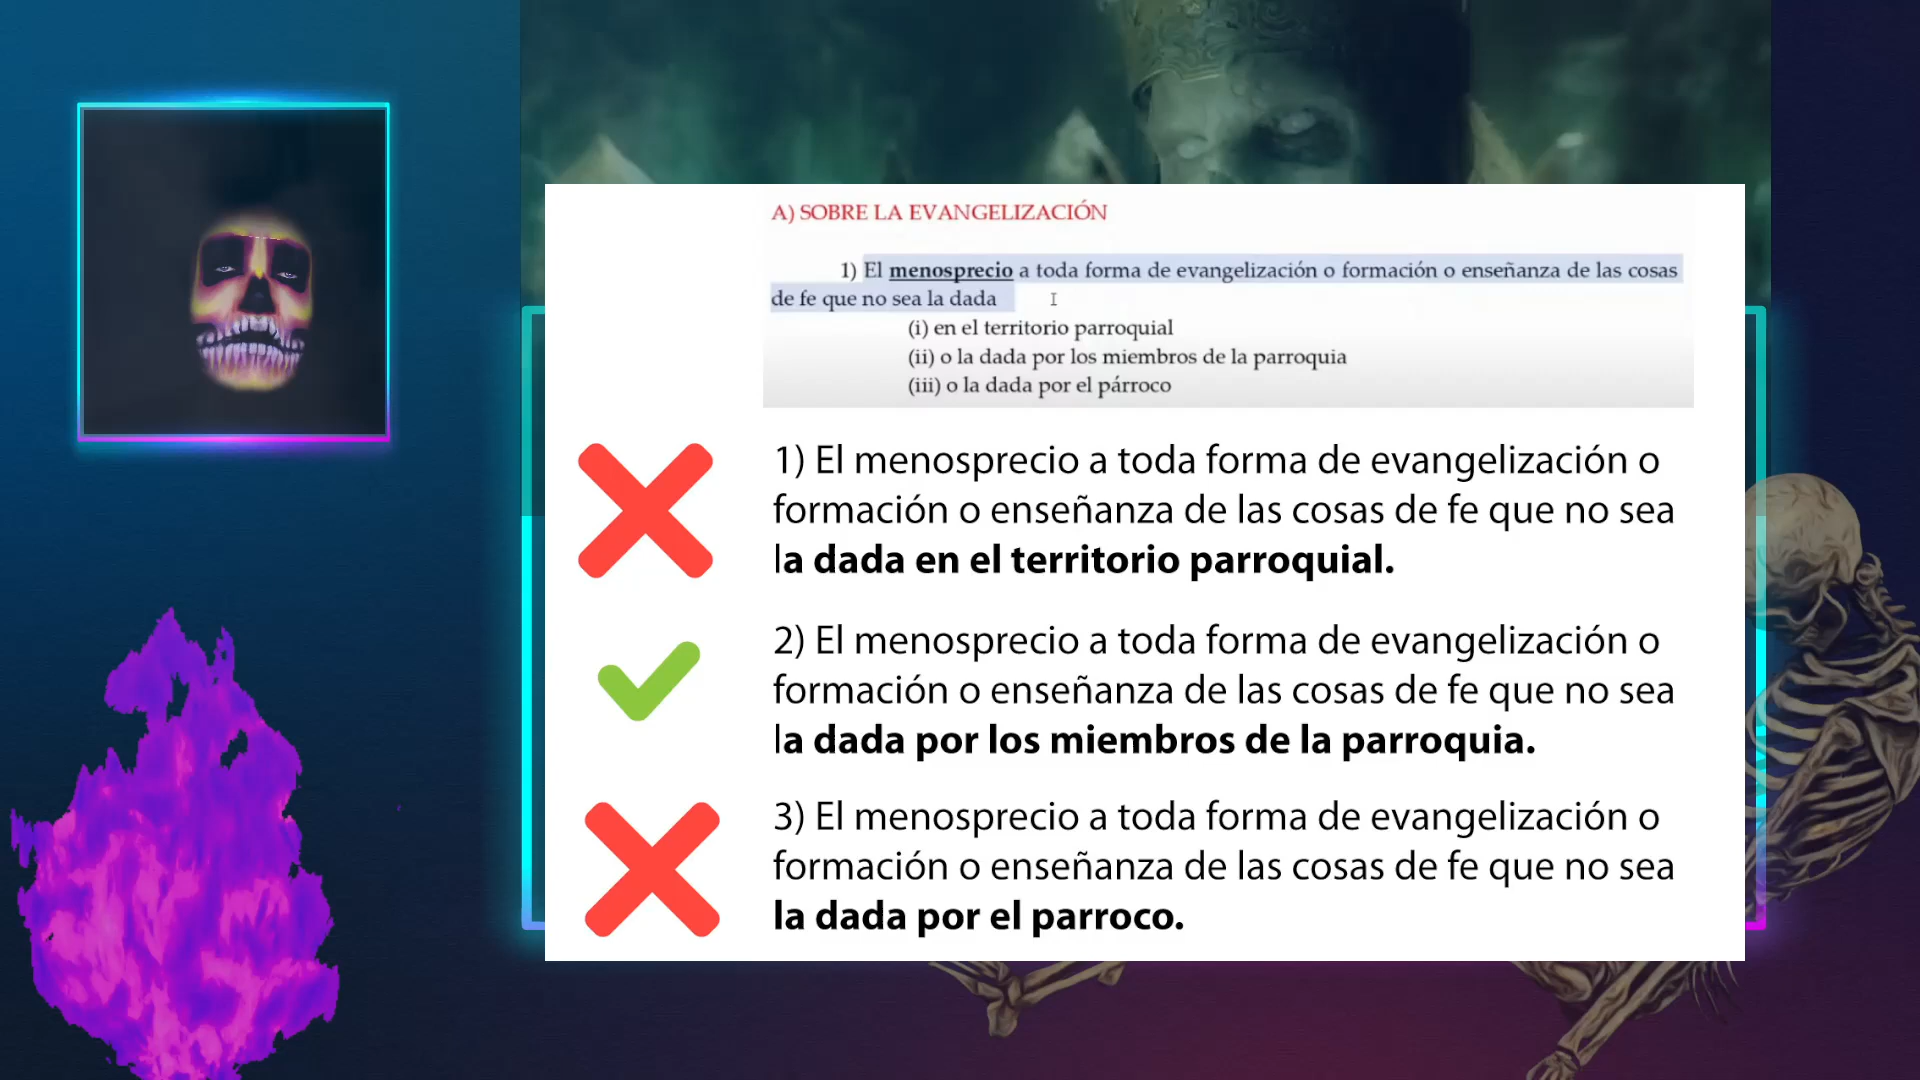 A) SOBRE LA EVANGELIZACIÓN
1) El menosprecio a toda forma de evangelización o formación o enseñanza de las cosas
de fe que no sea la dada
(i) en el territorio parroquial
(ii) o la dada por los miembros de la parroquia
(iii) o la dada por el párroco
1) El menosprecio a toda forma de evangelización o
formación o enseñanza de las cosas de fe que no sea
la dada en el territorio parroquial.
2) El menosprecio a toda forma de evangelización o
formación o enseñanza de las cosas de fe que no sea
la dada por los miembros de la parroquia.
3) El menosprecio a toda forma de evangelización o
formación o enseñanza de las cosas de fe que no sea
la dada por el parroco.